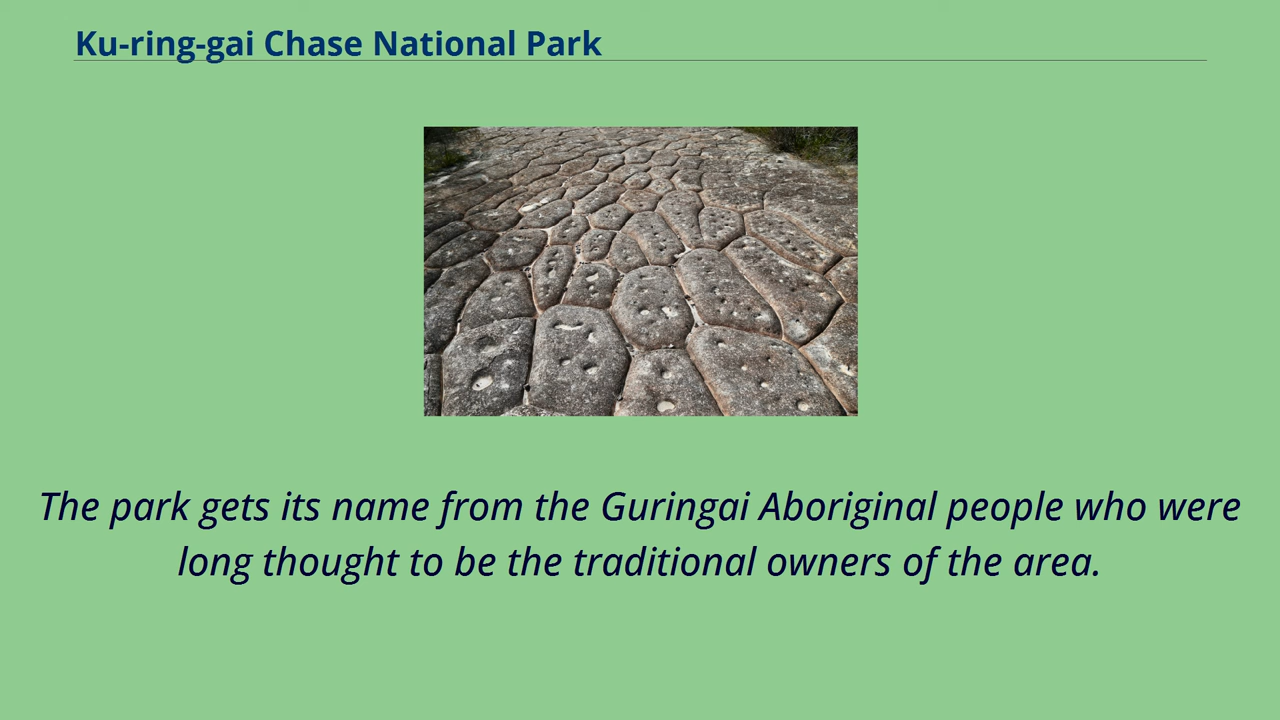 Ku-ring-gai Chase National Park
The park gets its name from the Guringai Aboriginal people who were
long thought to be the traditional owners of the area.